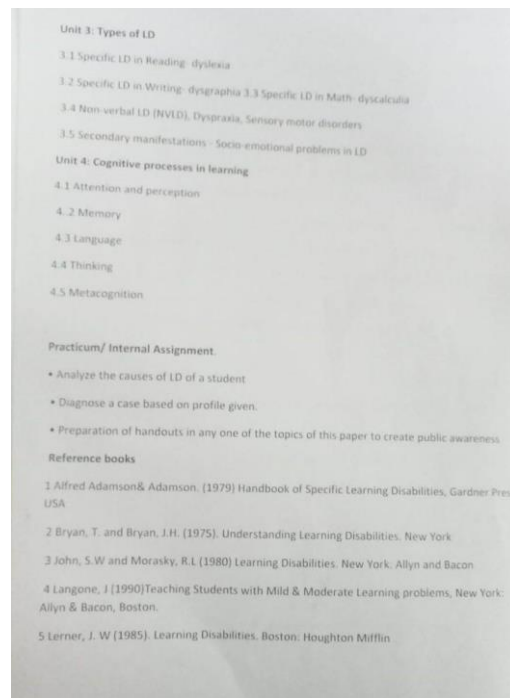 Unit 3: Types of LD
3.1 Specific LD in Reading- dyslexia
3.2 Specific LD in Writing- dysgraphia 3.3 Specific LD in Math- dyscalculia
3.4 Non-verbal LD (NVLD), Dyspraxia, Sensory motor disorders
3.5 Secondary manifestations - Socio-emotional problems in LD
Unit 4: Cognitive processes in learning
4.1 Attention and perception
4..2 Memory
4.3 Language
4.4 Thinking
4.5 Metacognition
Practicum/ Internal Assignment
• Analyze the causes of LD of a student
• Diagnose a case based on profile given.
• Preparation of handouts in any one of the topics of this paper to create public awareness
Reference books
1 Alfred Adamson& Adamson. (1979) Handbook of Specific Learning Disabilities, Gardner Pres
USA
2 Bryan, T. and Bryan, J.H. (1975). Understanding Learning Disabilities. New York
3 John, S.W and Morasky, R.L (1980) Learning Disabilities. New York. Allyn and Bacon
4 Langone, J (1990)Teaching Students with Mild & Moderate Learning problems, New York:
Allyn & Bacon, Boston.
5 Lerner, J. W (1985). Learning Disabilities. Boston: Houghton Mifflin